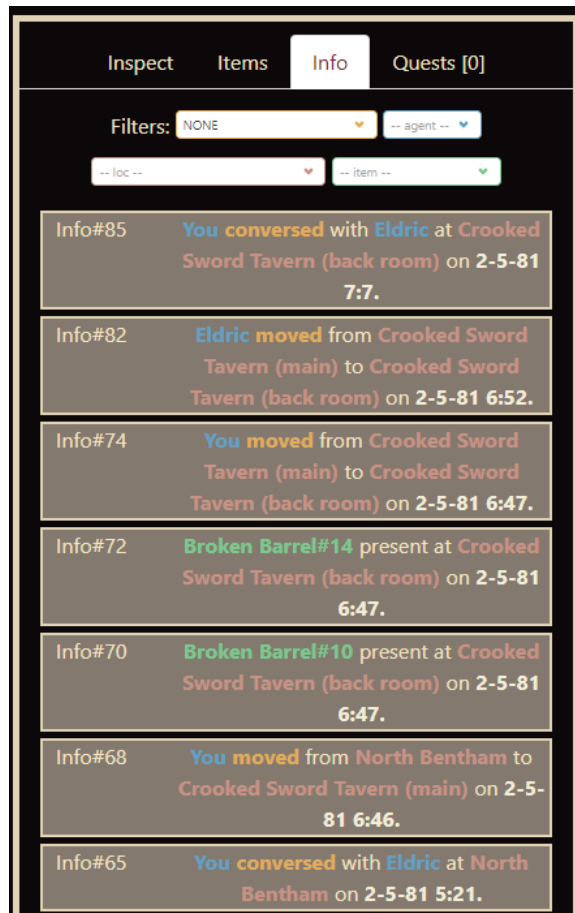 Inspect Items Info Quests [0]
Filters: NONE -- agent --
-- loc -- -- item --
Info#85 You conversed with Eldric at Crooked
Sword Tavern (back room) on 2-5-81
7:7.
Info#82 Eldric moved from Crooked Sword
Tavern (main) to Crooked Sword
Tavern (back room) on 2-5-81 6:52.
Info#74 You moved from Crooked Sword
Tavern (main) to Crooked Sword
Tavern (back room) on 2-5-81 6:47.
Info#72 Broken Barrel#14 present at Crooked
Sword Tavern (back room) on 2-5-81
6:47.
Info#70 Broken Barrel#10 present at Crooked
Sword Tavern (back room) on 2-5-81
6:47.
Info#68 You moved from North Bentham to
Crooked Sword Tavern (main) on 2-5-
81 6:46.
Info#65 You conversed with Eldric at North
Bentham on 2-5-81 5:21.